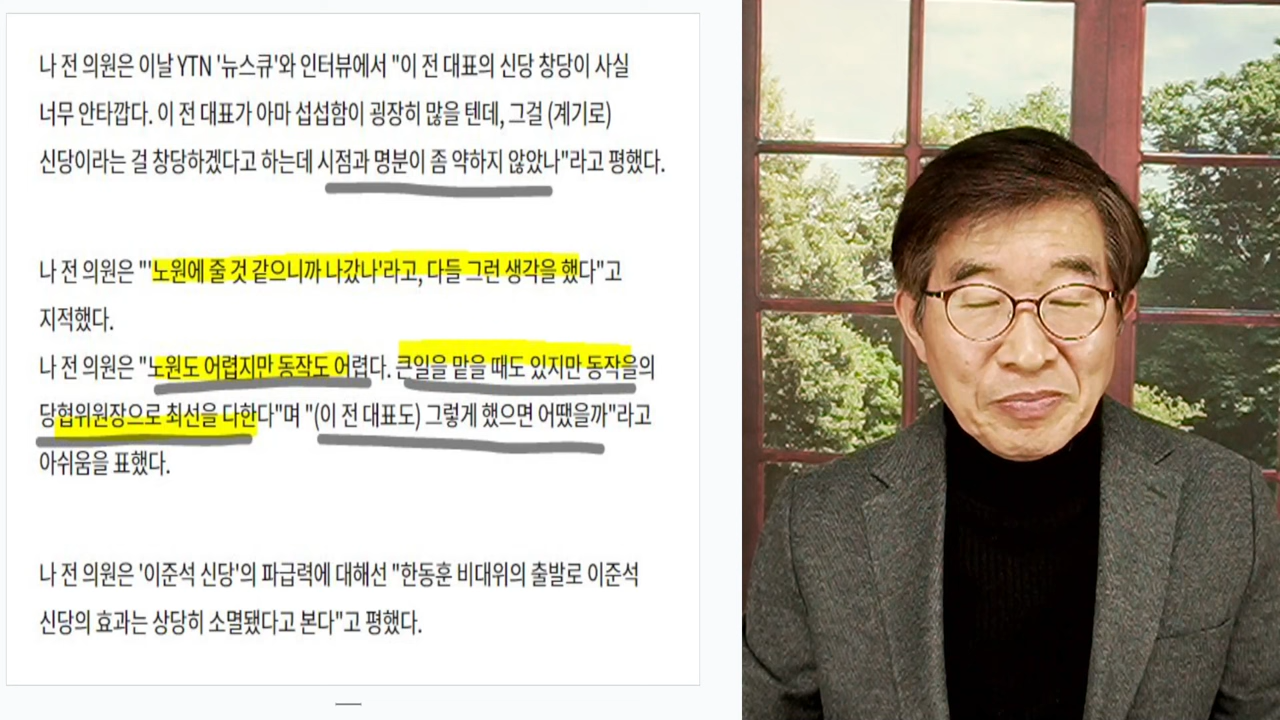 나 전 의원은 이날 YTN '뉴스큐'와 인터뷰에서 "이 전 대표의 신당 창당이 사실
너무 안타깝다. 이 전 대표가 아마 섭섭함이 굉장히 많을 텐데, 그걸 (계기로)
신당이라는 걸 창당하겠다고 하는데 시점과 명분이 좀 약하지 않았나"라고 평했다.
나 전 의원은 "'노원에 줄 것 같으니까 나갔나'라고, 다들 그런 생각을 했다"고
지적했다.
나 전 의원은 "노원도 어렵지만 동작도 어렵다. 큰일을 맡을 때도 있지만 동작을의
당협위원장으로 최선을 다한다"며 "(이 전 대표도) 그렇게 했으면 어땠을까"라고
아쉬움을 표했다.
나 전 의원은 '이준석 신당'의 파급력에 대해선 "한동훈 비대위의 출발로 이준석
신당의 효과는 상당히 소멸됐다고 본다"고 평했다.